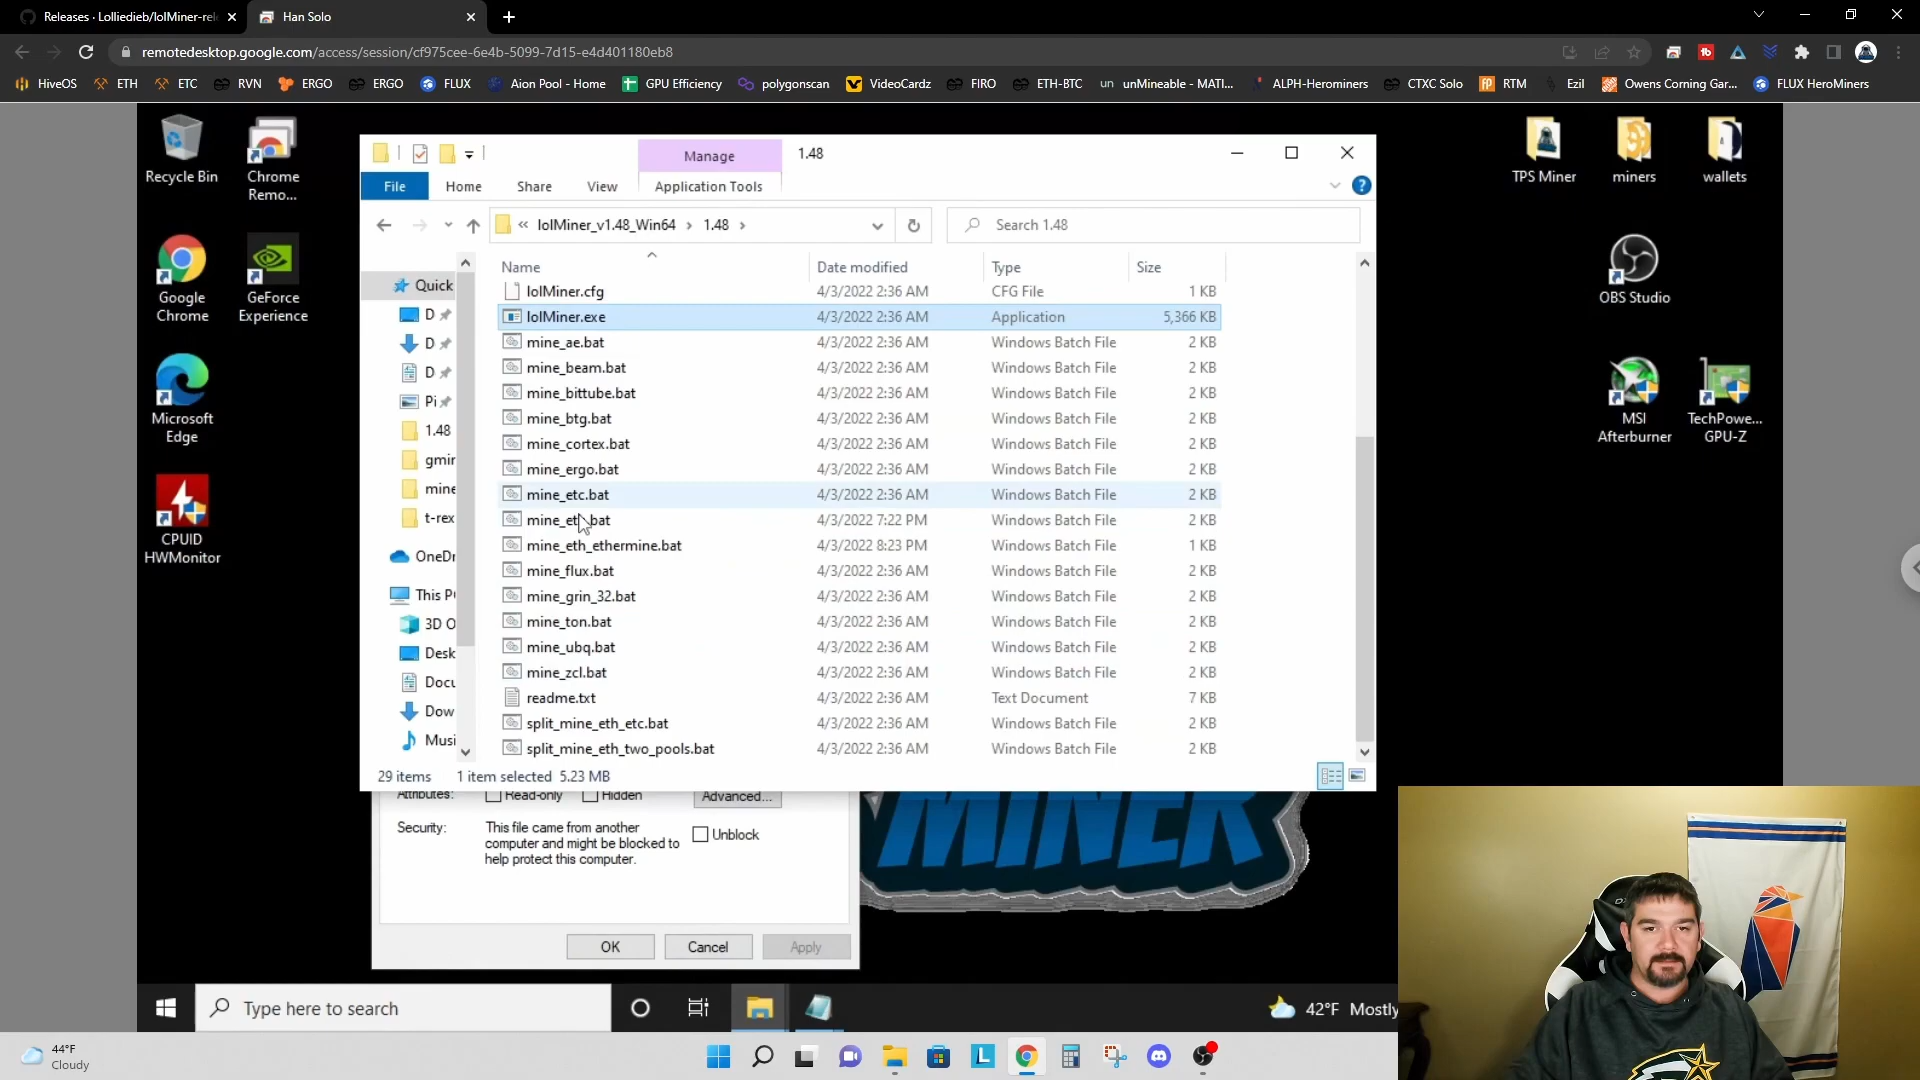 Releases · Lolliedieb/lolMiner-rele
Han Solo
remotedesktop.google.com/access/session/cf975cee-6e4b-5099-7d15-e4d401180eb8
HiveOS
ETH
ETC
RVN
ERGO
ERGO
FLUX
Aion Pool - Home
GPU Efficiency
polygonscan
VideoCardz
FIRO
ETH-BTC
unMineable - MATI...
ALPH-Herominers
CTXC Solo
RTM
Ezil
Owens Corning Gar...
FLUX HeroMiners
Recycle Bin
Chrome
Remo...
Google
Chrome
GeForce
Experience
Microsoft
Edge
CPUID
HWMonitor
TPS Miner
miners
wallets
OBS Studio
MSI
Afterburner
TechPowe...
GPU-Z
Manage
1.48
File
Home
Share
View
Application Tools
« lolMiner_v1.48_Win64 › 1.48 ›
Search 1.48
Quick
D
D
D
Pi
1.48
gmin
mine
t-rex
OneDr
This P
3D O
Desk
Docu
Dow
Musi
Name Date modified Type Size
lolMiner.cfg 4/3/2022 2:36 AM CFG File 1 KB
lolMiner.exe 4/3/2022 2:36 AM Application 5,366 KB
mine_ae.bat 4/3/2022 2:36 AM Windows Batch File 2 KB
mine_beam.bat 4/3/2022 2:36 AM Windows Batch File 2 KB
mine_bittube.bat 4/3/2022 2:36 AM Windows Batch File 2 KB
mine_btg.bat 4/3/2022 2:36 AM Windows Batch File 2 KB
mine_cortex.bat 4/3/2022 2:36 AM Windows Batch File 2 KB
mine_ergo.bat 4/3/2022 2:36 AM Windows Batch File 2 KB
mine_etc.bat 4/3/2022 2:36 AM Windows Batch File 2 KB
mine_eth.bat 4/3/2022 7:22 PM Windows Batch File 2 KB
mine_eth_ethermine.bat 4/3/2022 8:23 PM Windows Batch File 1 KB
mine_flux.bat 4/3/2022 2:36 AM Windows Batch File 2 KB
mine_grin_32.bat 4/3/2022 2:36 AM Windows Batch File 2 KB
mine_ton.bat 4/3/2022 2:36 AM Windows Batch File 2 KB
mine_ubq.bat 4/3/2022 2:36 AM Windows Batch File 2 KB
mine_zcl.bat 4/3/2022 2:36 AM Windows Batch File 2 KB
readme.txt 4/3/2022 2:36 AM Text Document 7 KB
split_mine_eth_etc.bat 4/3/2022 2:36 AM Windows Batch File 2 KB
split_mine_eth_two_pools.bat 4/3/2022 2:36 AM Windows Batch File 2 KB
29 items 1 item selected 5.23 MB
Attributes: Read-only Hidden Advanced...
Security: This file came from another
computer and might be blocked to
help protect this computer.
Unblock
OK Cancel Apply
MINER
Type here to search
42°F Mostly
44°F
Cloudy